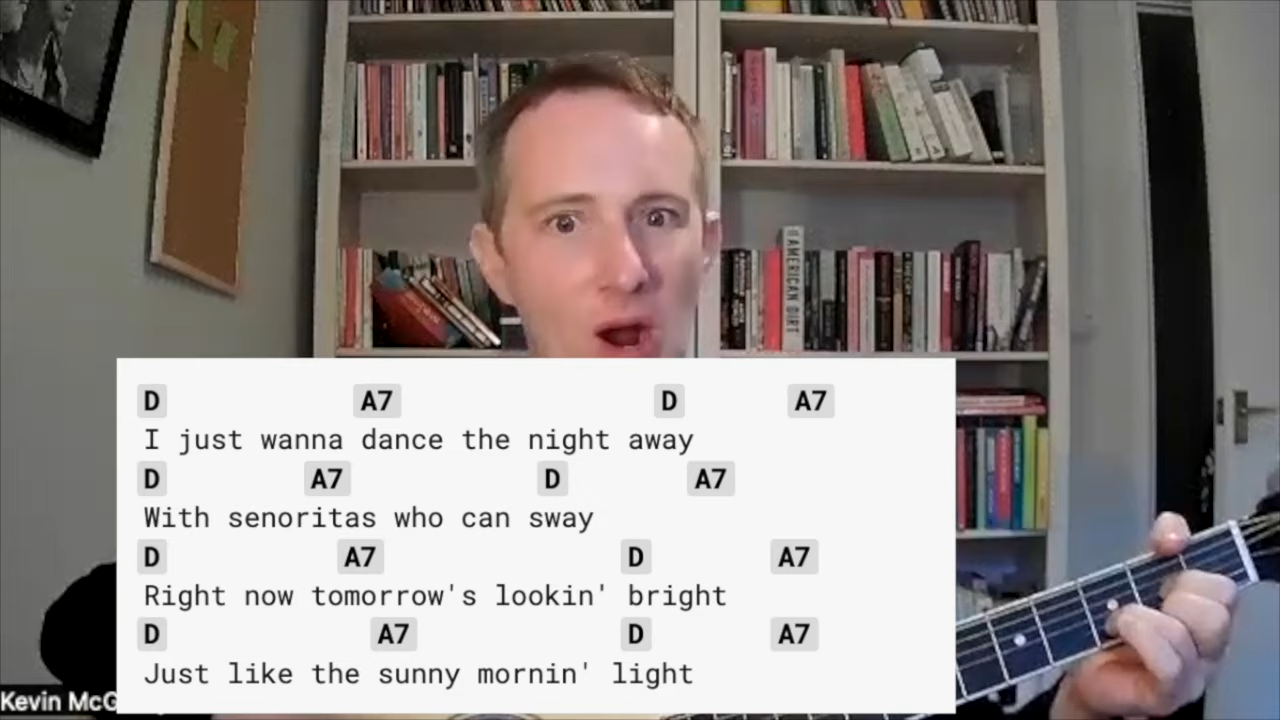 AMERICAN DIRT
D A7 D A7
I just wanna dance the night away
D A7 D A7
With senoritas who can sway
D A7 D A7
Right now tomorrow's lookin' bright
D A7 D A7
Just like the sunny mornin' light
Kevin